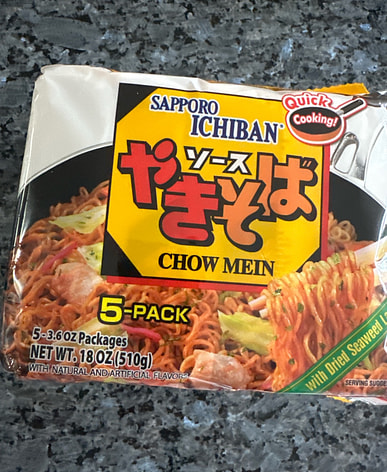 SAPPORO
ICHIBAN®
Quick
Cooking!
ソース
やきそば
CHOW MEIN
5-PACK
5 - 3.6 OZ Packages
NET WT. 18 OZ (510g)
WITH NATURAL AND ARTIFICIAL FLAVORS
with Dried Seaweed
SERVING